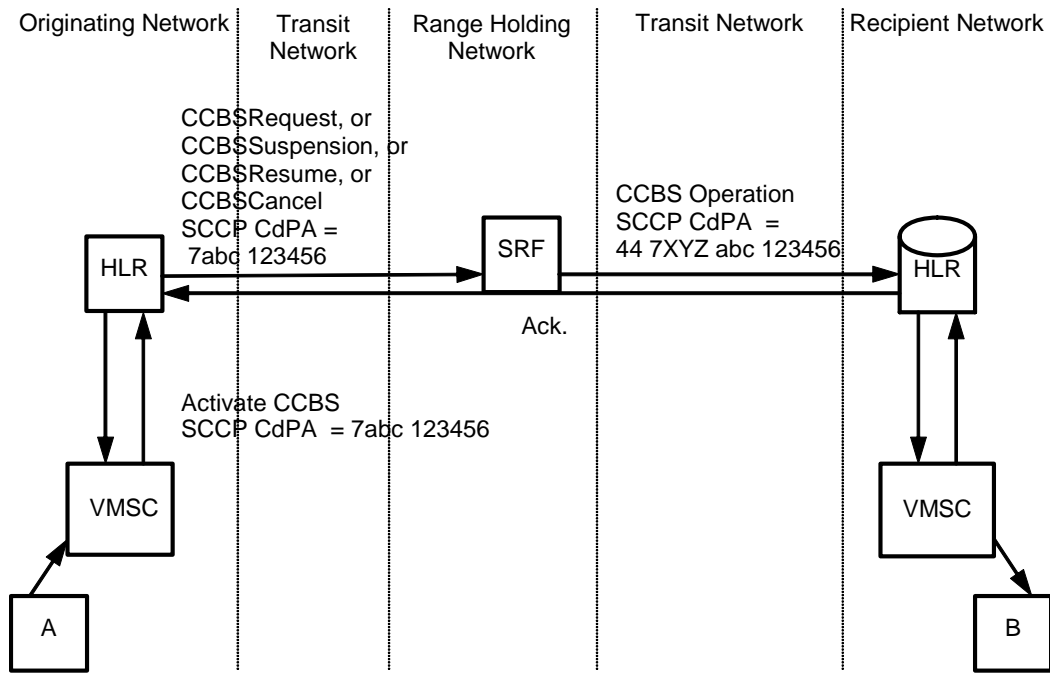 Originating Network
Transit
Network
Range Holding
Network
Transit Network
Recipient Network
CCBSRequest, or
CCBSSuspension, or
CCBSResume, or
CCBSCancel
SCCP CdPA =
7abc 123456
CCBS Operation
SCCP CdPA =
44 7XYZ abc 123456
HLR
SRF
HLR
Ack.
Activate CCBS
SCCP CdPA = 7abc 123456
VMSC
VMSC
A
B